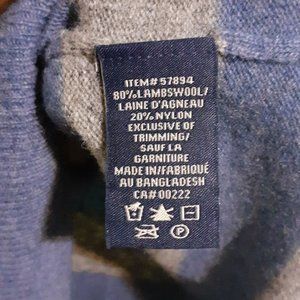 ITEM# 57894
80% LAMBSWOOL/
LAINE D'AGNEAU
20% NYLON
EXCLUSIVE OF
TRIMMING/
SAUF LA
GARNITURE
MADE IN/FABRIQUÉ
AU BANGLADESH
CA# 00222
P